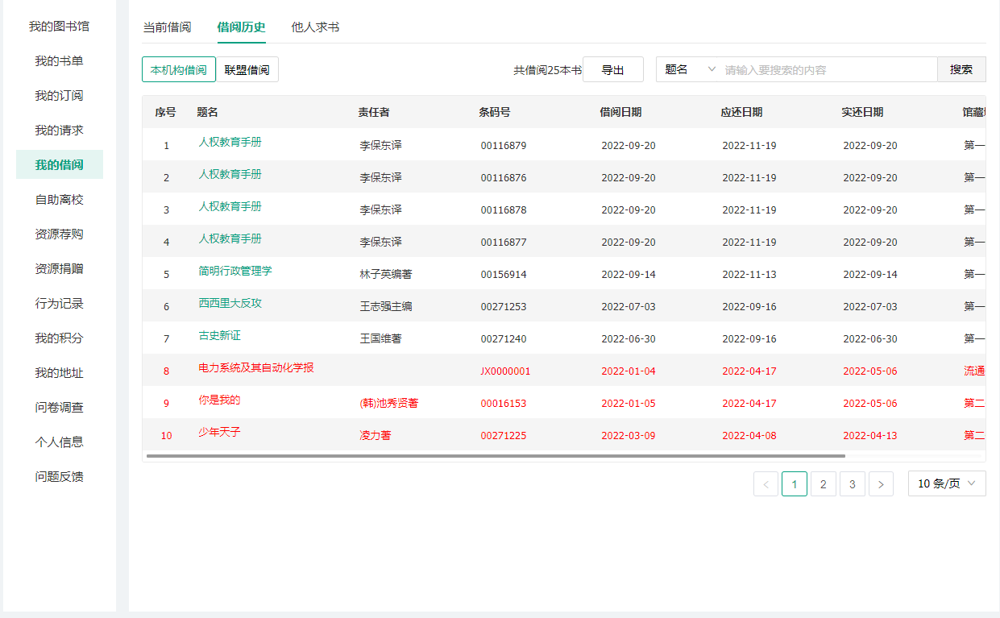 我的图书馆
我的书单
我的订阅
我的请求
我的借阅
自助离校
资源荐购
资源捐赠
行为记录
我的积分
我的地址
问卷调查
个人信息
问题反馈
当前借阅 借阅历史 他人求书
本机构借阅 联盟借阅 共借阅25本书 导出 题名 请输入要搜索的内容 搜索
序号 题名 责任者 条码号 借阅日期 应还日期 实还日期 馆藏
1 人权教育手册 李保东译 00116879 2022-09-20 2022-11-19 2022-09-20 第一
2 人权教育手册 李保东译 00116876 2022-09-20 2022-11-19 2022-09-20 第一
3 人权教育手册 李保东译 00116878 2022-09-20 2022-11-19 2022-09-20 第一
4 人权教育手册 李保东译 00116877 2022-09-20 2022-11-19 2022-09-20 第一
5 简明行政管理学 林子英编著 00156914 2022-09-14 2022-11-13 2022-09-14 第一
6 西西里大反攻 王志强主编 00271253 2022-07-03 2022-09-16 2022-07-03 第一
7 古史新证 王国维著 00271240 2022-06-30 2022-09-16 2022-06-30 第一
8 电力系统及其自动化学报 JX0000001 2022-01-04 2022-04-17 2022-05-06 流通
9 你是我的 (韩)池秀贤著 00016153 2022-01-05 2022-04-17 2022-05-06 第二
10 少年天子 凌力著 00271225 2022-03-09 2022-04-08 2022-04-13 第二
< 1 2 3 > 10 条/页